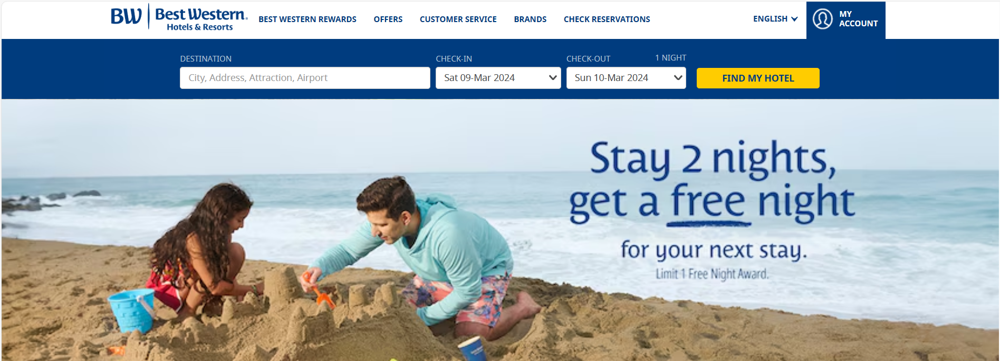 BW Best Western®
Hotels & Resorts
BEST WESTERN REWARDS OFFERS CUSTOMER SERVICE BRANDS CHECK RESERVATIONS
ENGLISH
MY
ACCOUNT
DESTINATION
City, Address, Attraction, Airport
CHECK-IN
Sat 09-Mar 2024
CHECK-OUT 1 NIGHT
Sun 10-Mar 2024
FIND MY HOTEL
Stay 2 nights,
get a free night
for your next stay.
Limit 1 Free Night Award.